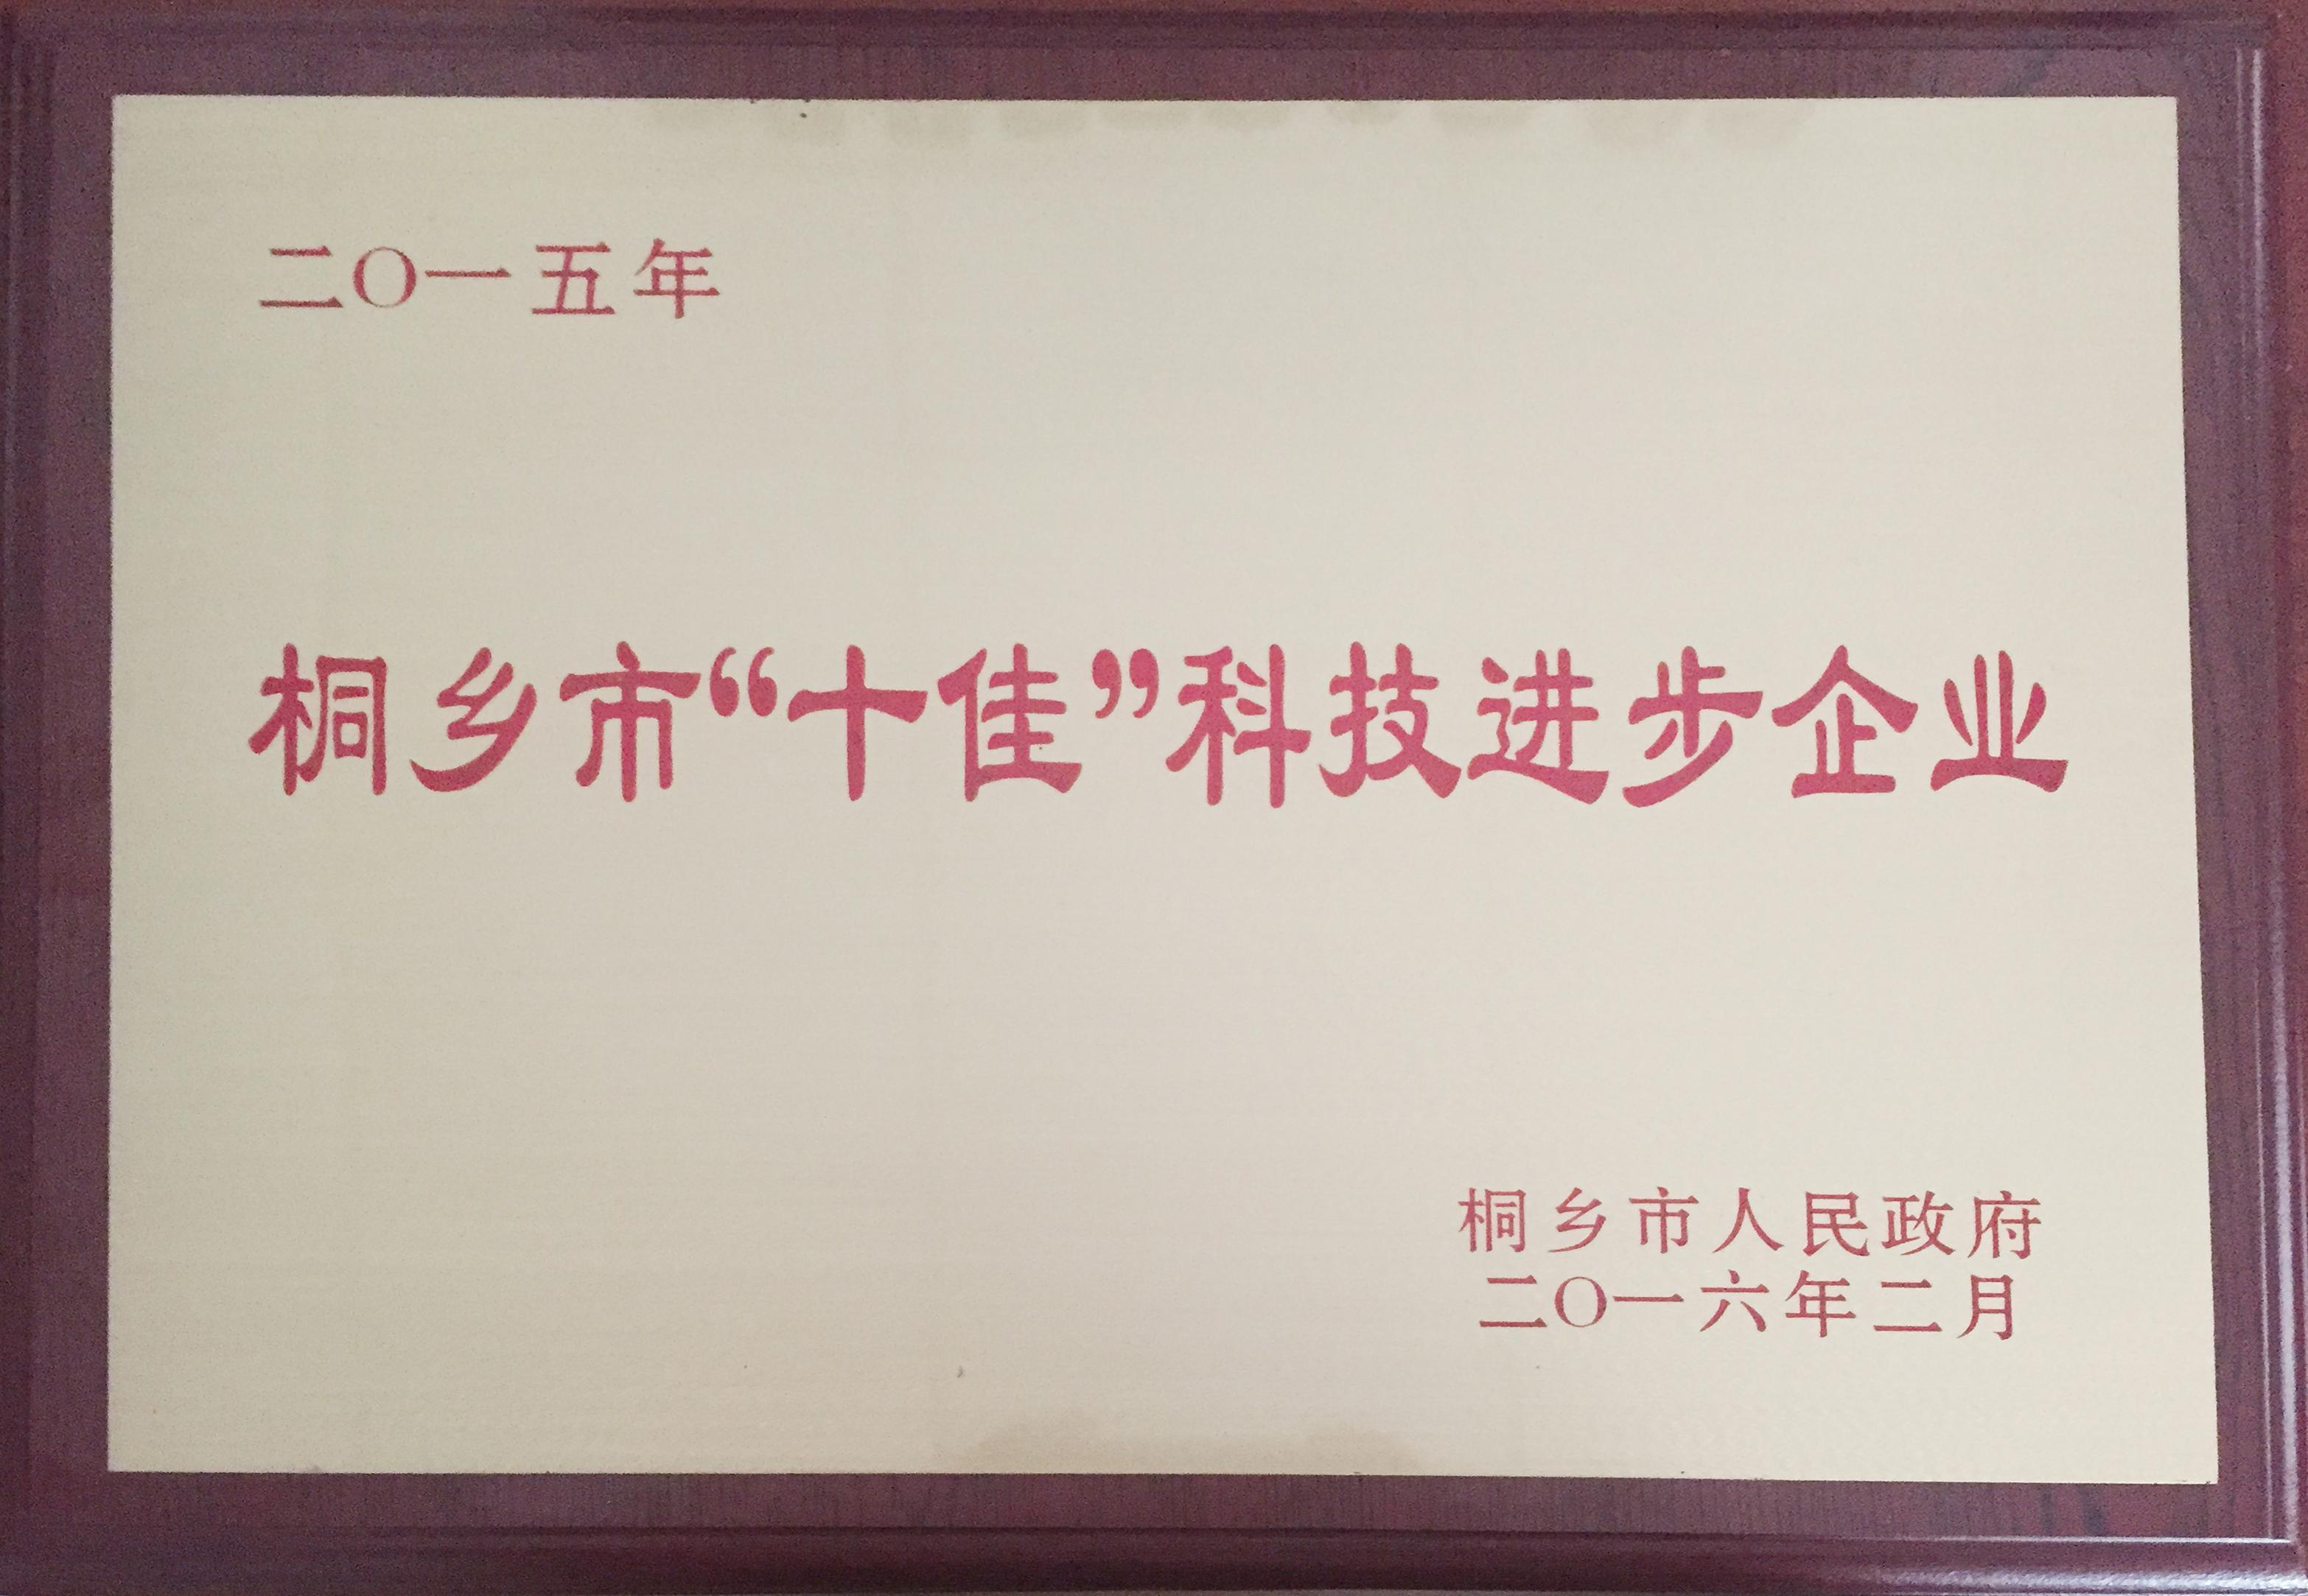 二〇一五年
桐乡市“十佳”科技进步企业
桐乡市人民政府
二〇一六年二月